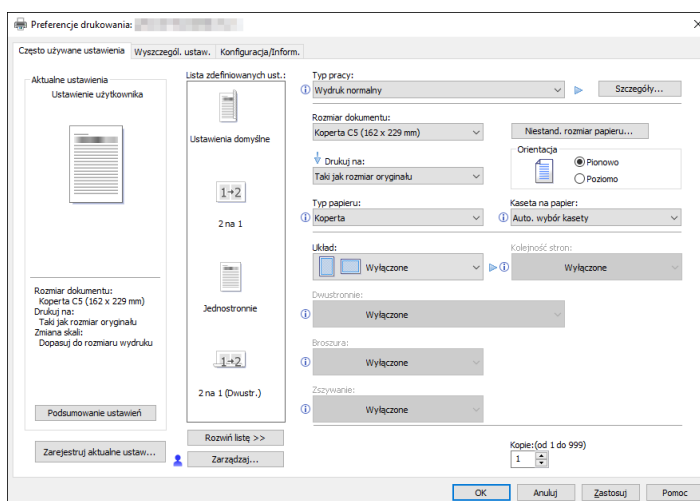 Preferencje drukowania:
Często używane ustawienia
Wyszczegól. ustaw.
Konfiguracja/Inform.
Aktualne ustawienia
Ustawienie użytkownika
Rozmiar dokumentu:
Koperta C5 (162 x 229 mm)
Drukuj na:
Taki jak rozmiar oryginału
Zmiana skali:
Dopasuj do rozmiaru wydruku
Podsumowanie ustawień
Zarejestruj aktualne ustaw...
Lista zdefiniowanych ust.:
Ustawienia domyślne
1→2
2 na 1
Jednostronnie
1→2
2 na 1 (Dwustr.)
Rozwiń listę >>
Zarządzaj...
Typ pracy:
Wydruk normalny
Szczegóły...
Rozmiar dokumentu:
Koperta C5 (162 x 229 mm)
Niestand. rozmiar papieru...
Drukuj na:
Taki jak rozmiar oryginału
Orientacja
Pionowo
Poziomo
Typ papieru:
Koperta
Kaseta na papier:
Auto. wybór kasety
Układ:
Wyłączone
Kolejność stron:
Wyłączone
Dwustronnie:
Wyłączone
Broszura:
Wyłączone
Zszywanie:
Wyłączone
Kopie:(od 1 do 999)
1
OK
Anuluj
Zastosuj
Pomoc